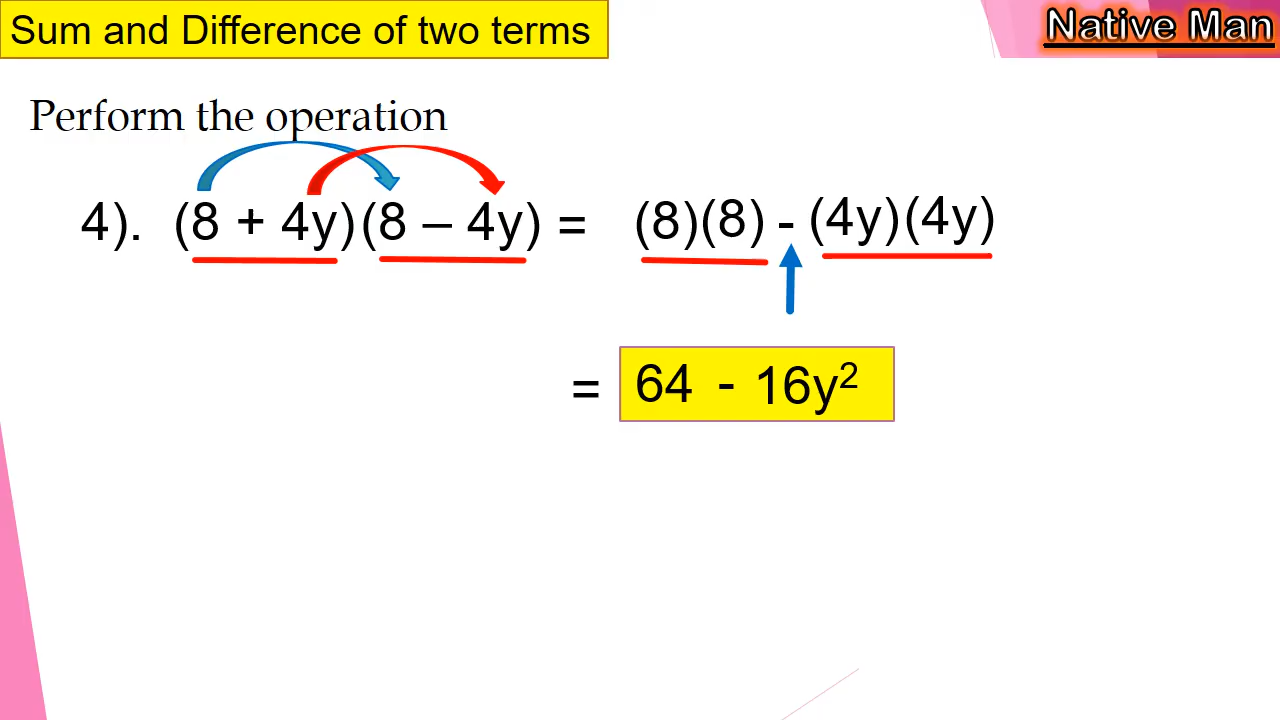 Sum and Difference of two terms
Native Man
Perform the operation
4). (8 + 4y)(8 – 4y) = (8)(8) - (4y)(4y)
= 64 - 16y²